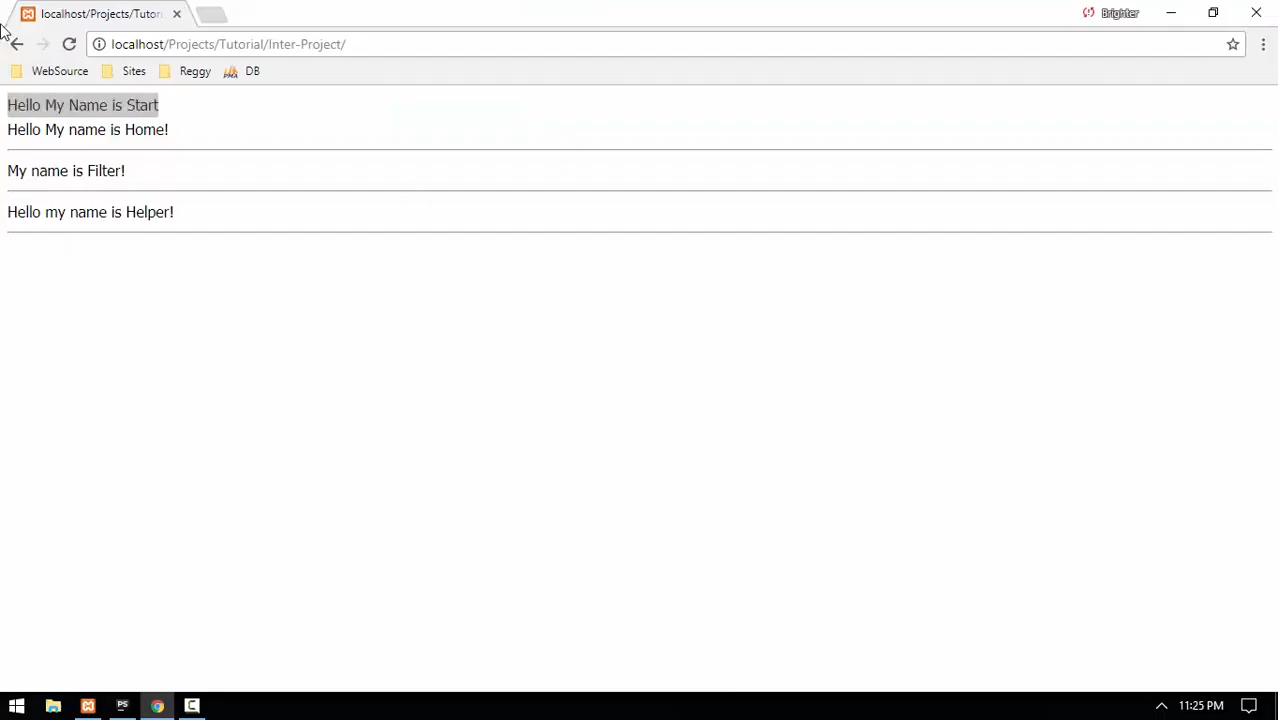 localhost/Projects/Tutori
Brighter
localhost/Projects/Tutorial/Inter-Project/
WebSource Sites Reggy DB
Hello My Name is Start
Hello My name is Home!
My name is Filter!
Hello my name is Helper!
PS C 11:25 PM